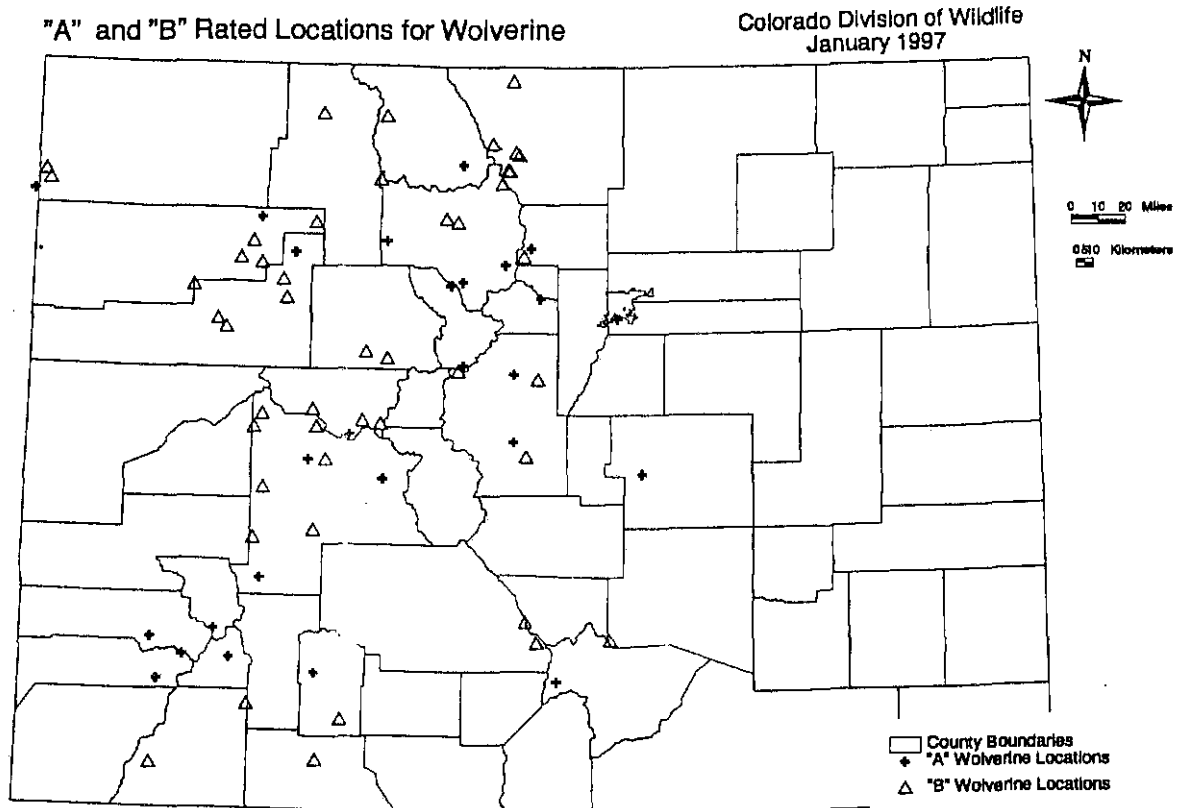 "A" and "B" Rated Locations for Wolverine
Colorado Division of Wildlife
January 1997
N
0 10 20 Miles
0510 Kilometers
County Boundaries
"A" Wolverine Locations
"B" Wolverine Locations